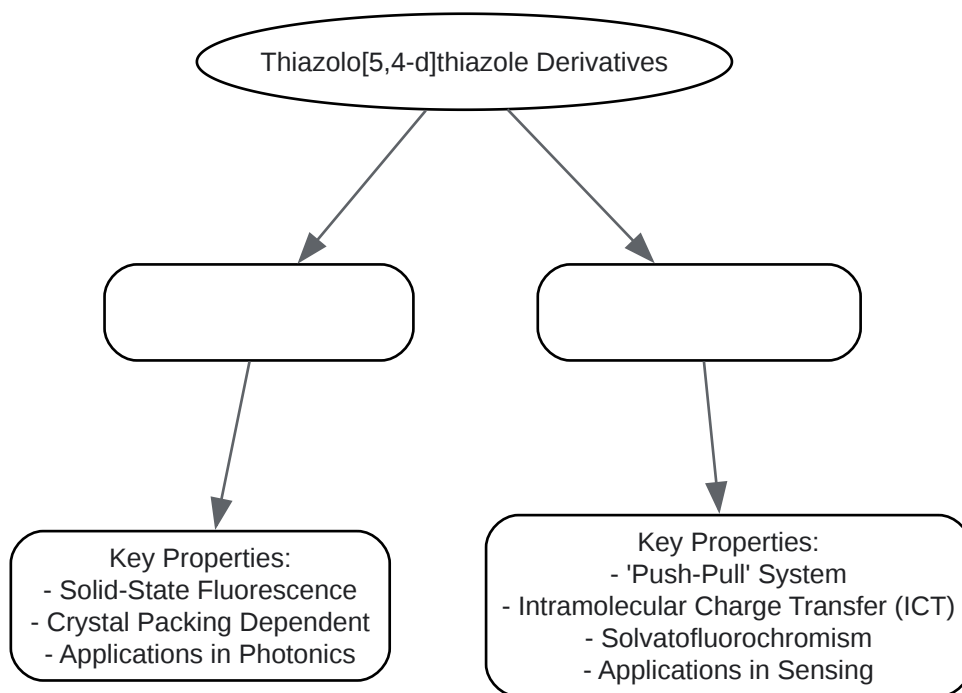 Thiazolo[5,4-d]thiazole Derivatives
Key Properties:
- Solid-State Fluorescence
- Crystal Packing Dependent
- Applications in Photonics
Key Properties:
- 'Push-Pull' System
- Intramolecular Charge Transfer (ICT)
- Solvatofluorochromism
- Applications in Sensing